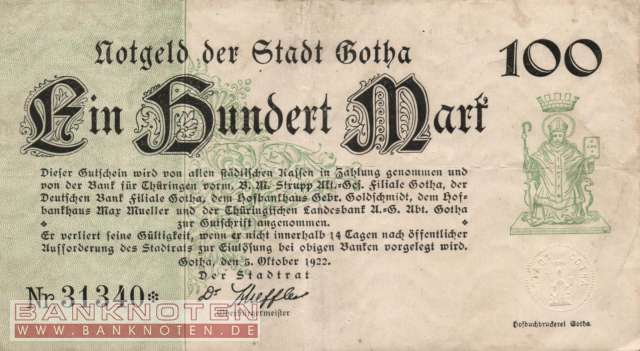 Notgeld der Stadt Gotha
100
Ein Hundert Mark
Dieser Gutschein wird von allen städtischen Kassen in Zahlung genommen und
von der Bank für Thüringen vorm. B. M. Strupp Akt.-Ges. Filiale Gotha, der
Deutschen Bank Filiale Gotha, dem Hofbankhaus Gebr. Goldschmidt, dem Hof-
bankhaus Max Mueller und der Thüringischen Landesbank A.-G. Abt. Gotha
* zur Gutschrift angenommen. *
Er verliert seine Gültigkeit, wenn er nicht innerhalb 14 Tagen nach öffentlicher
Aufforderung des Stadtrats zur Einlösung bei obigen Banken vorgelegt wird.
Gotha, den 5. Oktober 1922.
Der Stadtrat
Nr. 31340*
Dr Scheffler
Oberbürgermeister
Hofbuchdruckerei Gotha.
BANKNOTEN
WWW.BANKNOTEN.DE